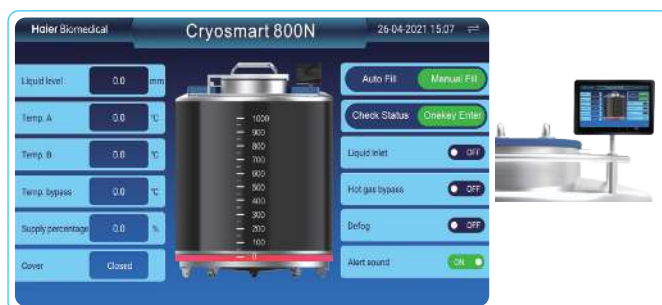 Haier Biomedical
Cryosmart 800N
26-04-2021 15:07
Liquid level 0.0 mm
Temp. A 0.0 °C
Temp. B 0.0 °C
Temp. bypass 0.0 °C
Supply percentage 0.0 %
Cover Closed
1000
900
800
700
600
500
400
300
200
100
0
Auto Fill Manual Fill
Check Status Onekey Enter
Liquid Inlet OFF
Hot gas bypass OFF
Defog OFF
Alert sound ON